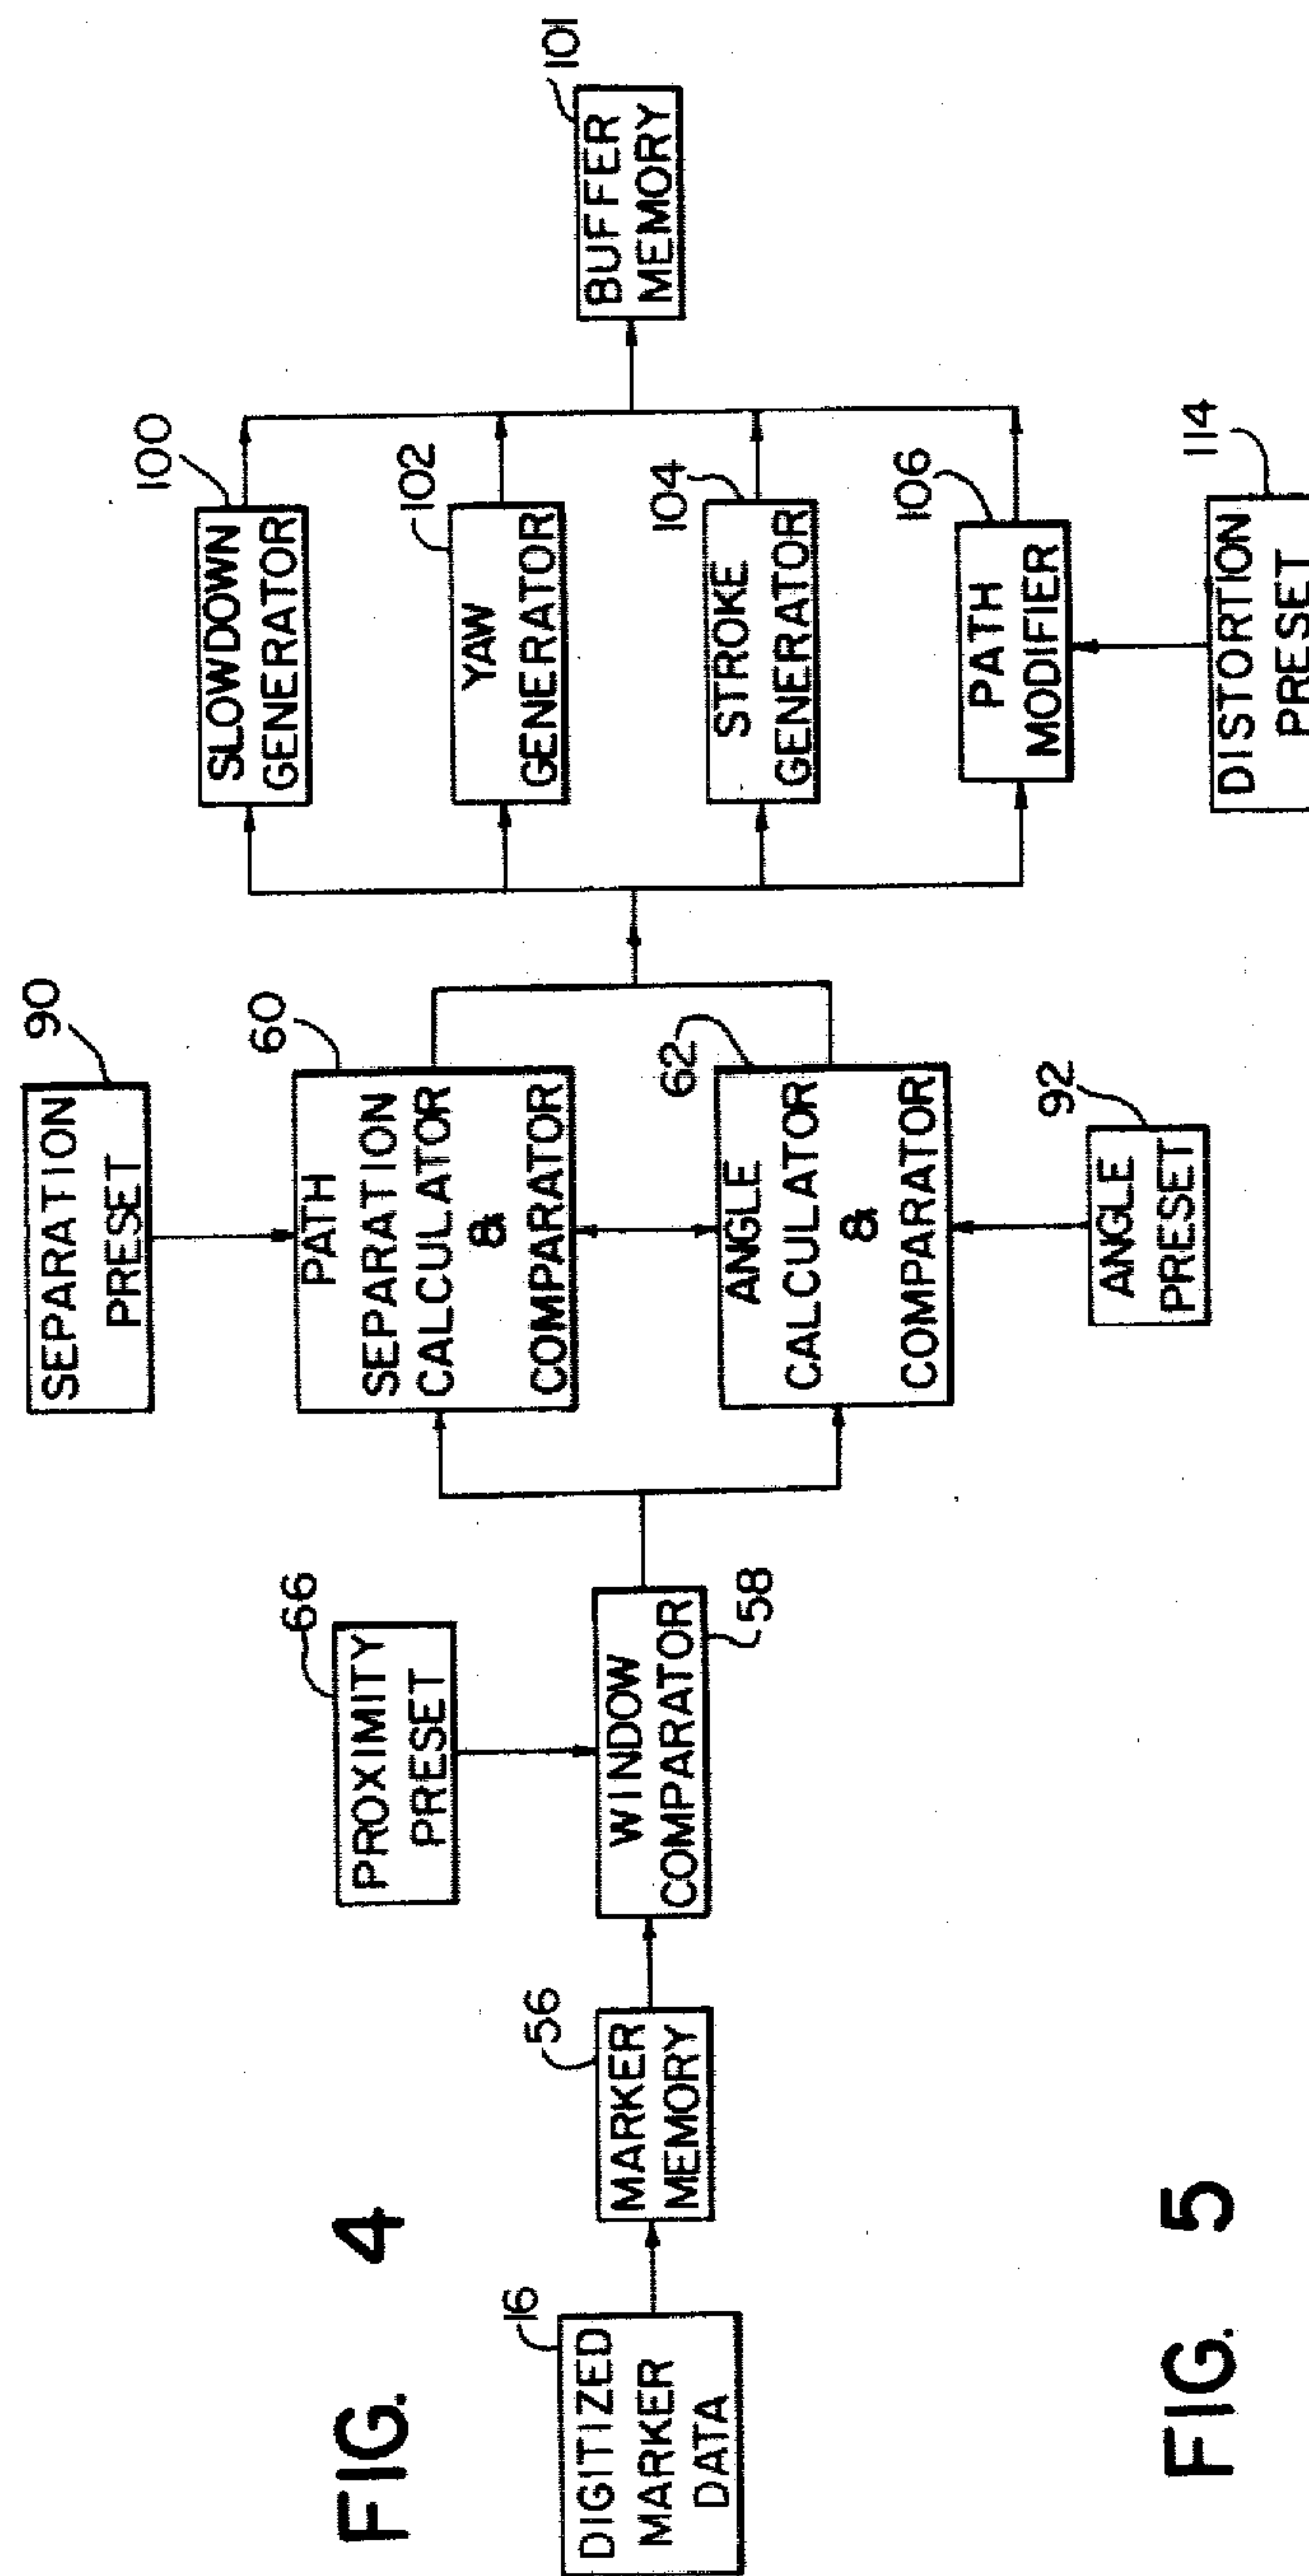 FIG. 4
DIGITIZED
MARKER
DATA
16
MARKER
MEMORY
56
PROXIMITY
PRESET
66
WINDOW
COMPARATOR
58
SEPARATION
PRESET
90
PATH
SEPARATION
CALCULATOR
&
COMPARATOR
60
ANGLE
CALCULATOR
&
COMPARATOR
62
ANGLE
PRESET
92
SLOWDOWN
GENERATOR
100
YAW
GENERATOR
102
STROKE
GENERATOR
104
PATH
MODIFIER
106
DISTORTION
PRESET
114
BUFFER
MEMORY
101
FIG. 5